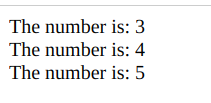 The number is: 3
The number is: 4
The number is: 5